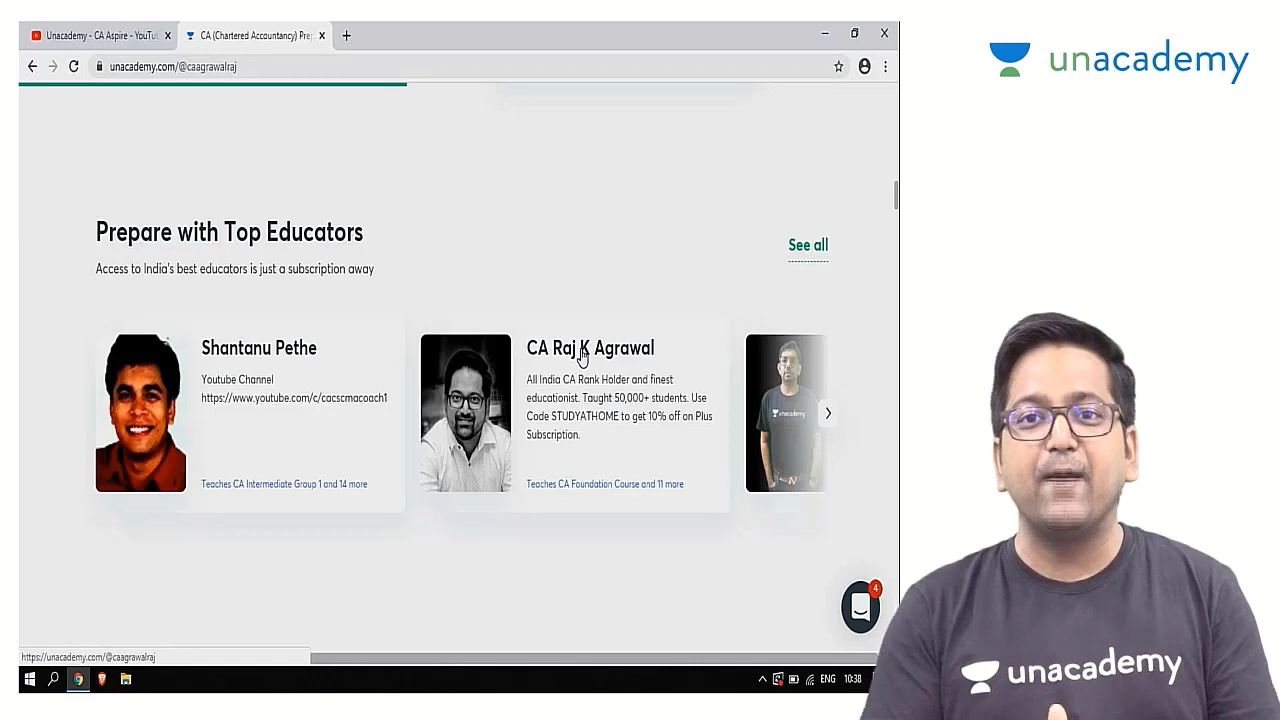 Unacademy - CA Aspire - YouTu
CA (Chartered Accountancy) Prep
unacademy.com/@caagrawalraj
unacademy
Prepare with Top Educators
See all
Access to India's best educators is just a subscription away
Shantanu Pethe
Youtube Channel
https://www.youtube.com/c/cacscmacoach1
Teaches CA Intermediate Group 1 and 14 more
CA Raj K Agrawal
All India CA Rank Holder and finest
educationist. Taught 50,000+ students. Use
Code STUDYATHOME to get 10% off on Plus
Subscription.
Teaches CA Foundation Course and 11 more
unacademy
4
https://unacademy.com/@caagrawalraj
ENG
10:38
unacademy